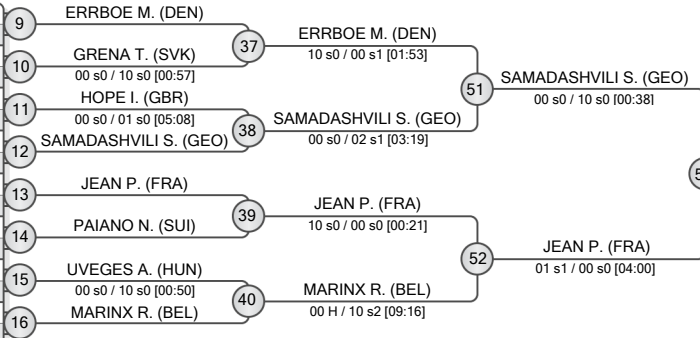 9
ERRBOE M. (DEN)
10
GRENA T. (SVK)
00 s0 / 10 s0 [00:57]
37
ERRBOE M. (DEN)
10 s0 / 00 s1 [01:53]
11
HOPE I. (GBR)
00 s0 / 01 s0 [05:08]
12
SAMADASHVILI S. (GEO)
38
SAMADASHVILI S. (GEO)
00 s0 / 02 s1 [03:19]
51
SAMADASHVILI S. (GEO)
00 s0 / 10 s0 [00:38]
13
JEAN P. (FRA)
14
PAIANO N. (SUI)
39
JEAN P. (FRA)
10 s0 / 00 s0 [00:21]
15
UVEGES A. (HUN)
00 s0 / 10 s0 [00:50]
16
MARINX R. (BEL)
40
MARINX R. (BEL)
00 H / 10 s2 [09:16]
52
JEAN P. (FRA)
01 s1 / 00 s0 [04:00]